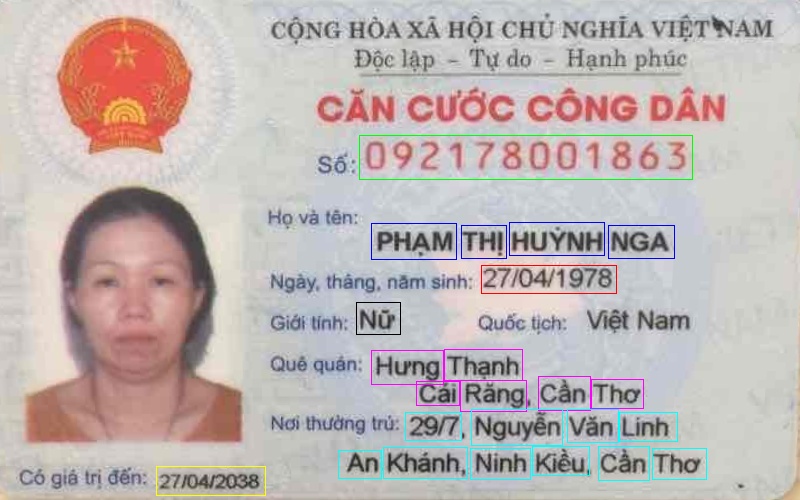 CỘNG HÒA XÃ HỘI CHỦ NGHĨA VIỆT NAM
Độc lập - Tự do - Hạnh phúc
CĂN CƯỚC CÔNG DÂN
Số: 092178001863
Họ và tên:
PHẠM THỊ HUỲNH NGA
Ngày, tháng, năm sinh: 27/04/1978
Giới tính: Nữ Quốc tịch: Việt Nam
Quê quán: Hưng Thạnh
Cái Răng, Cần Thơ
Nơi thường trú: 29/7, Nguyễn Văn Linh
An Khánh, Ninh Kiều, Cần Thơ
Có giá trị đến: 27/04/2038